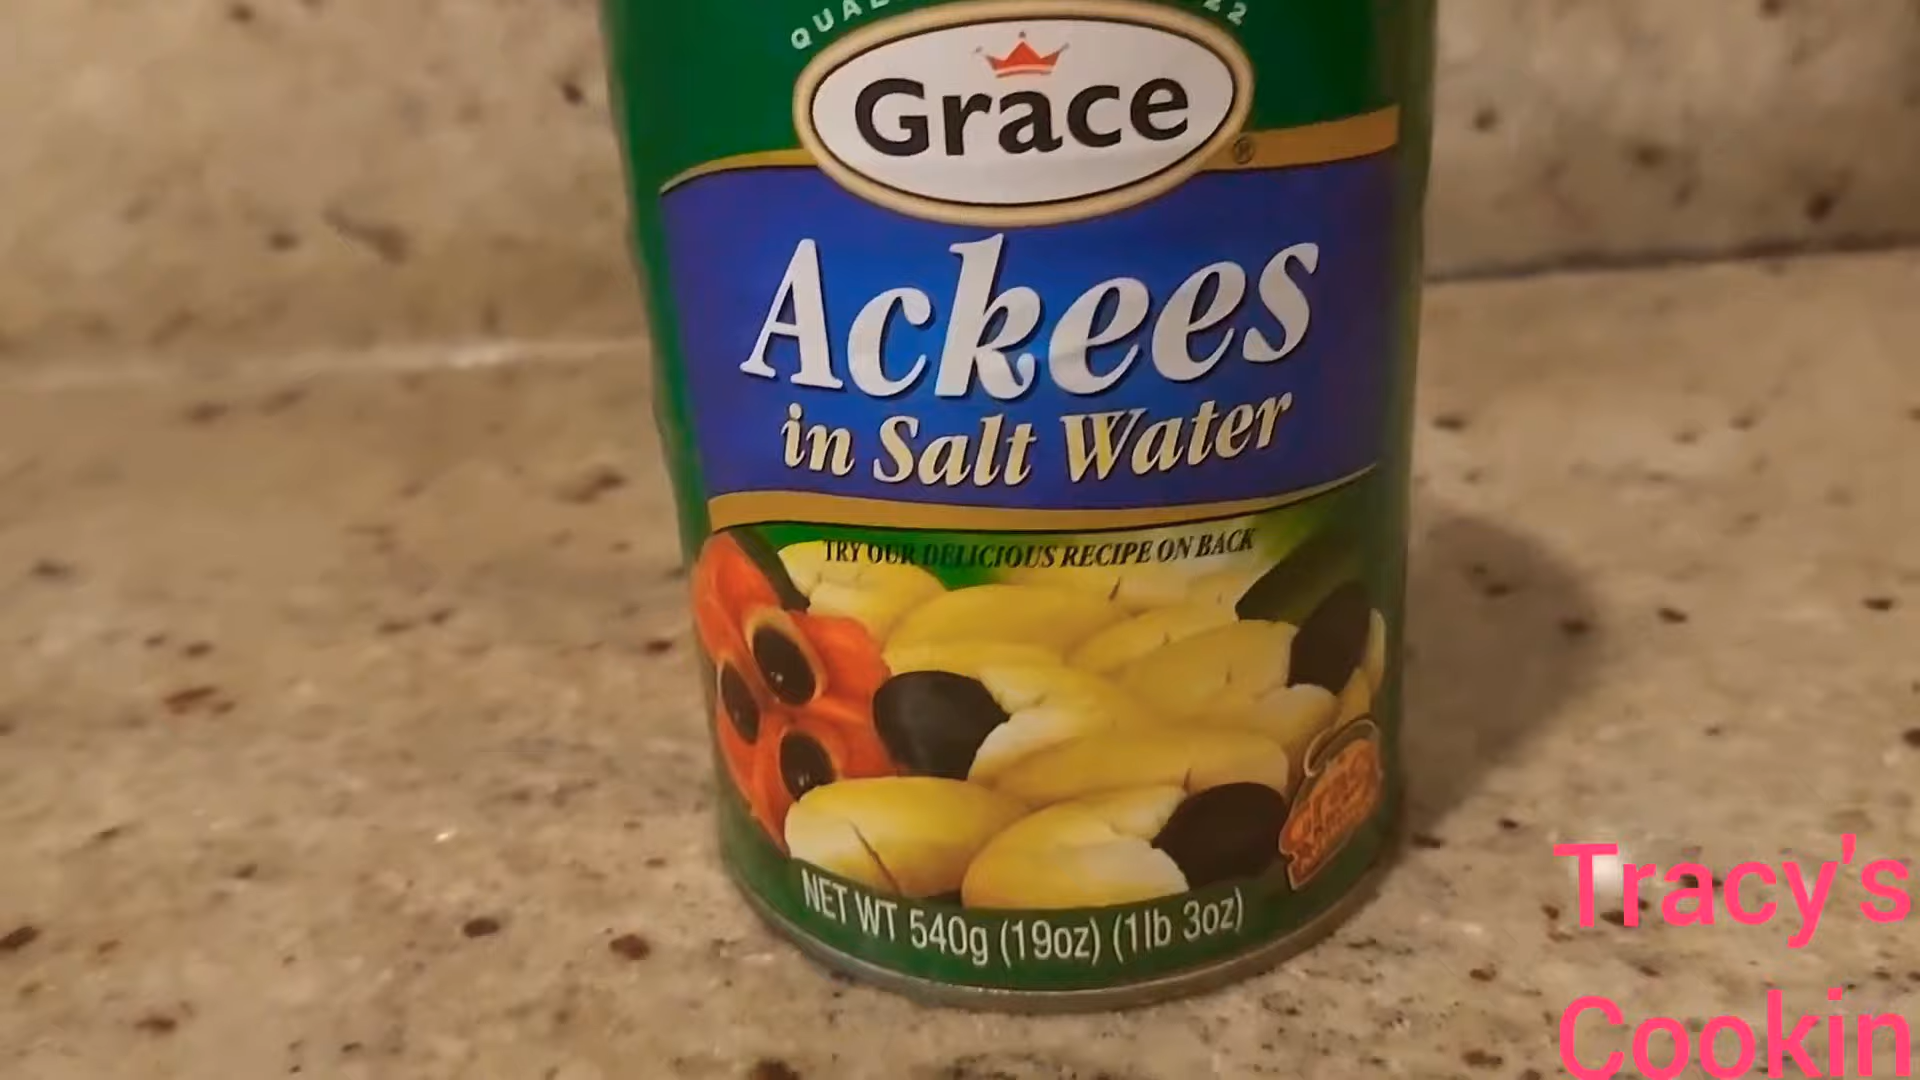 Grace
®
Ackees
in Salt Water
TRY OUR DELICIOUS RECIPE ON BACK
NET WT 540g (19oz) (1lb 3oz)
Tracy's
Cookin